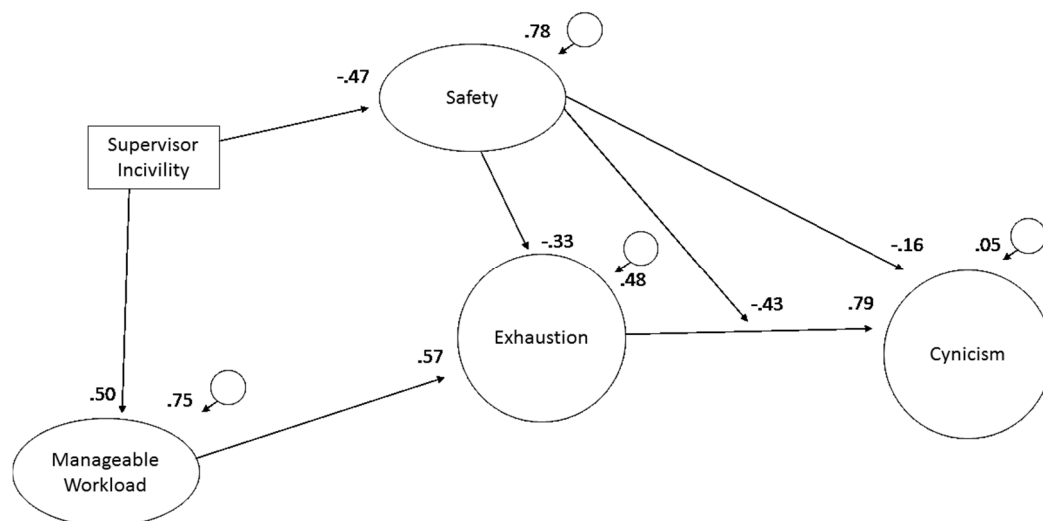 .78
-.47
Safety
Supervisor
Incivility
-.33
.48
-.16
.05
-.43
.79
Exhaustion
Cynicism
.57
.50
.75
Manageable
Workload